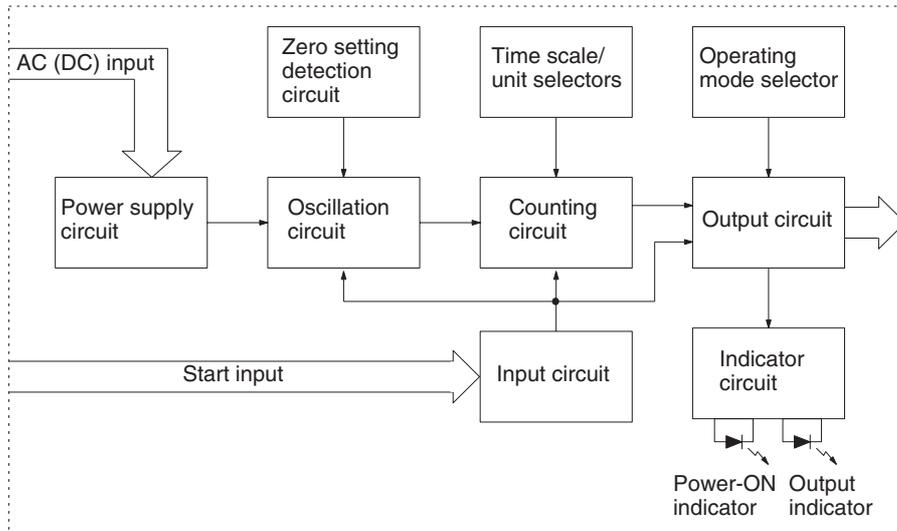 AC (DC) input
Zero setting
detection
circuit
Time scale/
unit selectors
Operating
mode selector
Power supply
circuit
Oscillation
circuit
Counting
circuit
Output circuit
Start input
Input circuit
Indicator
circuit
Power-ON
indicator
Output
indicator